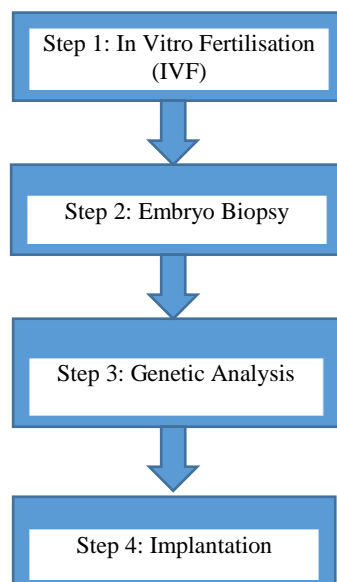 Step 1: In Vitro Fertilisation
(IVF)
Step 2: Embryo Biopsy
Step 3: Genetic Analysis
Step 4: Implantation